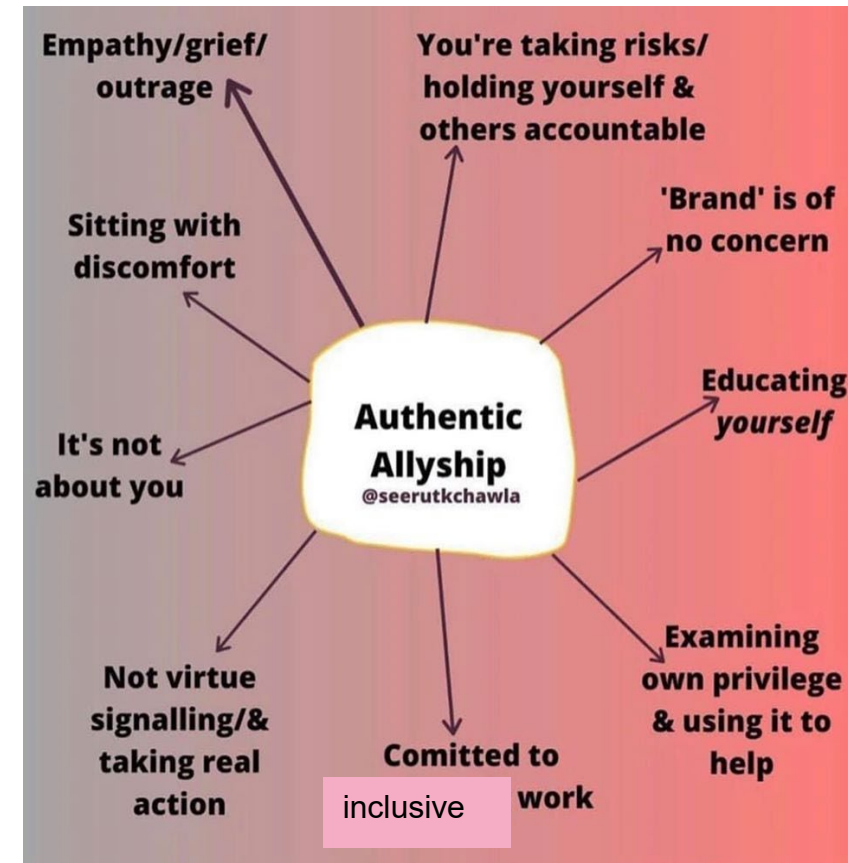 Empathy/grief/
outrage
You're taking risks/
holding yourself &
others accountable
'Brand' is of
no concern
Sitting with
discomfort
Educating
yourself
Authentic
Allyship
@seerutkchawla
It's not
about you
Examining
own privilege
& using it to
help
Not virtue
signalling/&
taking real
action
Comitted to
inclusive work